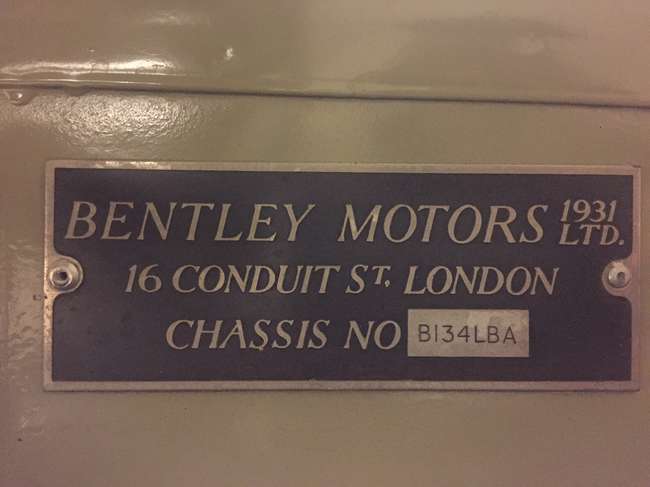 BENTLEY MOTORS 1931 LTD.
16 CONDUIT ST. LONDON
CHASSIS NO B134LBA